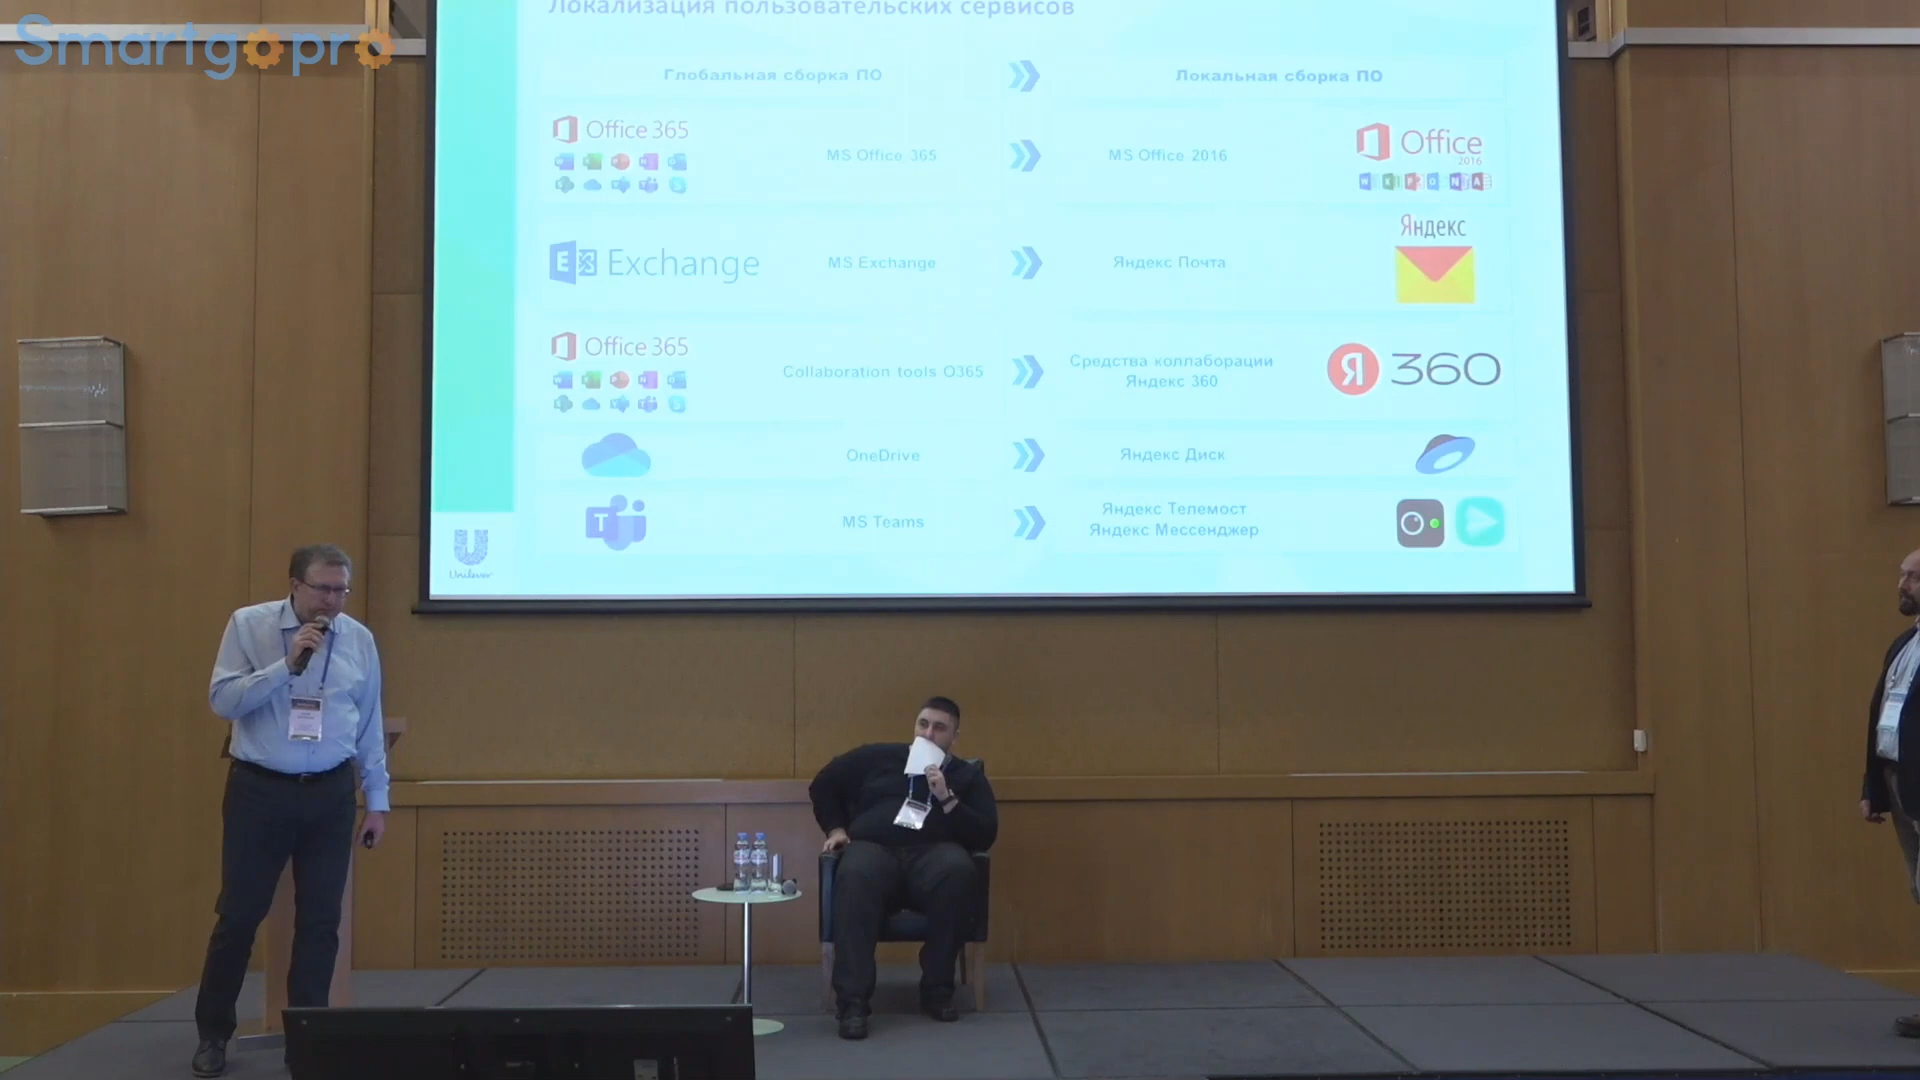 Smartgopro
Локализация пользовательских сервисов
Глобальная сборка ПО
Локальная сборка ПО
Office 365
MS Office 365
MS Office 2016
Office
2016
Exchange
MS Exchange
Яндекс Почта
Яндекс
Office 365
Collaboration tools O365
Средства коллаборации
Яндекс 360
Я 360
OneDrive
Яндекс Диск
MS Teams
Яндекс Телемост
Яндекс Мессенджер
Unilever